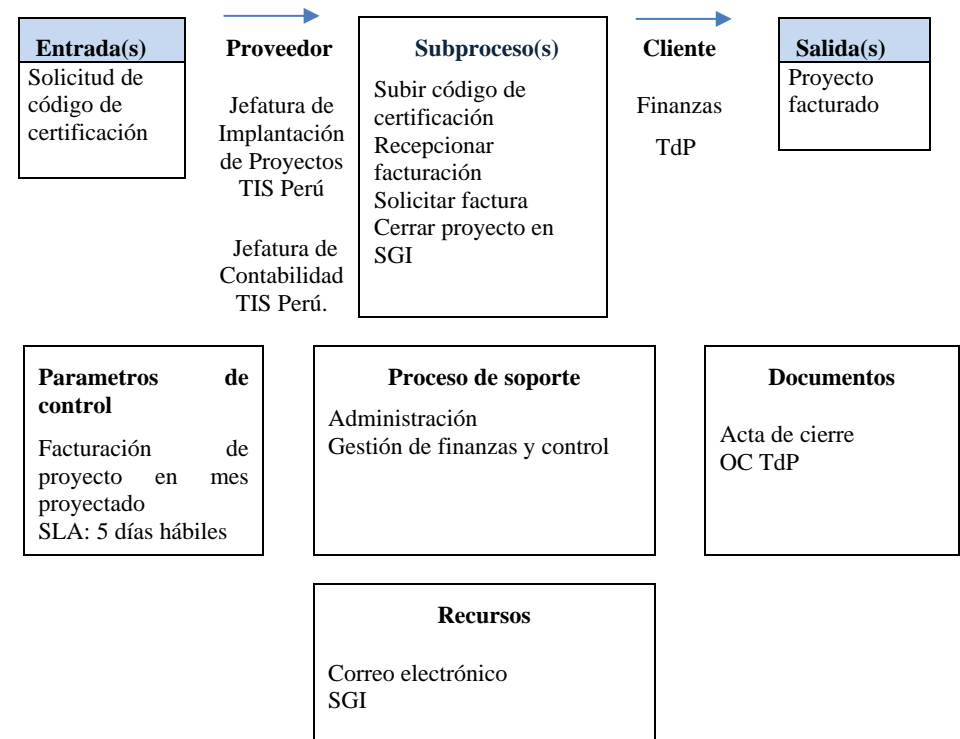 Entrada(s)
Solicitud de
código de
certificación
Proveedor
Jefatura de
Implantación
de Proyectos
TIS Perú
Jefatura de
Contabilidad
TIS Perú.
Subproceso(s)
Subir código de
certificación
Recepcionar
facturación
Solicitar factura
Cerrar proyecto en
SGI
Cliente
Finanzas
TdP
Salida(s)
Proyecto
facturado
Parametros de
control
Facturación de
proyecto en mes
proyectado
SLA: 5 días hábiles
Proceso de soporte
Administración
Gestión de finanzas y control
Documentos
Acta de cierre
OC TdP
Recursos
Correo electrónico
SGI